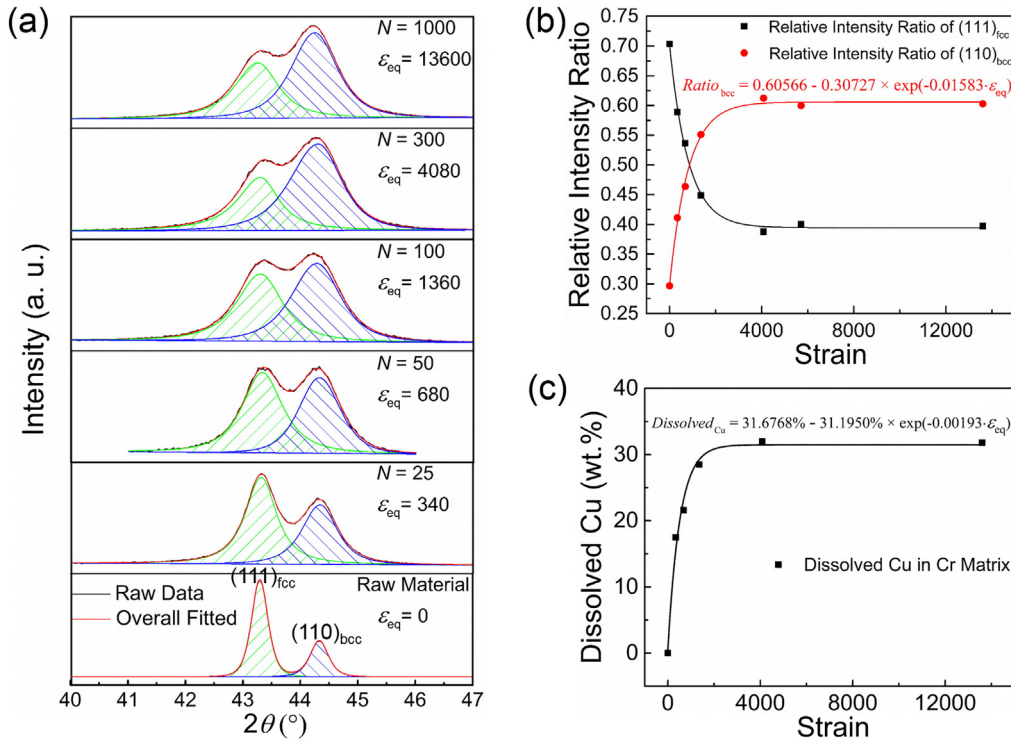 (a)
N = 1000
εeq= 13600
N = 300
εeq= 4080
N = 100
εeq= 1360
N = 50
εeq= 680
N = 25
εeq= 340
(111)fcc
Raw Material
Raw Data
Overall Fitted
(110)bcc
εeq= 0
Intensity (a. u.)
40 41 42 43 44 45 46 47
2θ (°)
(b)
Relative Intensity Ratio of (111)fcc
Relative Intensity Ratio of (110)bcc
Ratio bcc = 0.60566 - 0.30727 × exp(-0.01583·εeq)
0.75
0.70
0.65
0.60
0.55
0.50
0.45
0.40
0.35
0.30
0.25
Relative Intensity Ratio
0 4000 8000 12000
Strain
(c)
DissolvedCu = 31.6768% - 31.1950% × exp(-0.00193·εeq)
40
30
20
10
0
Dissolved Cu (wt.%)
Dissolved Cu in Cr Matrix
0 4000 8000 12000
Strain